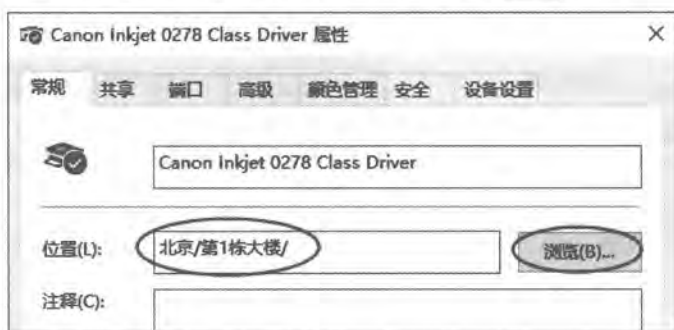 Canon Inkjet 0278 Class Driver 属性
常规 共享 端口 高级 颜色管理 安全 设备设置
Canon Inkjet 0278 Class Driver
位置(L): 北京/第1栋大楼/ 浏览(B)...
注释(C):